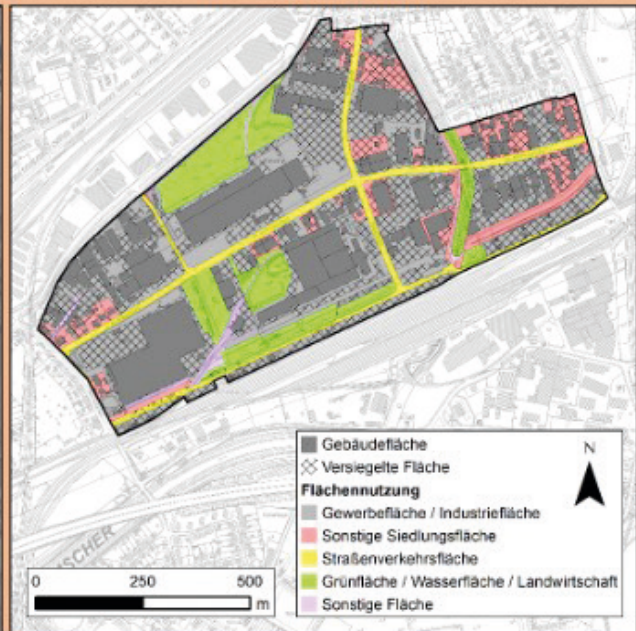 Gebäudefläche
Versiegelte Fläche
N
Flächennutzung
Gewerbefläche / Industriefläche
Sonstige Siedlungsfläche
Straßenverkehrsfläche
Grünfläche / Wasserfläche / Landwirtschaft
Sonstige Fläche
0 250 500
m